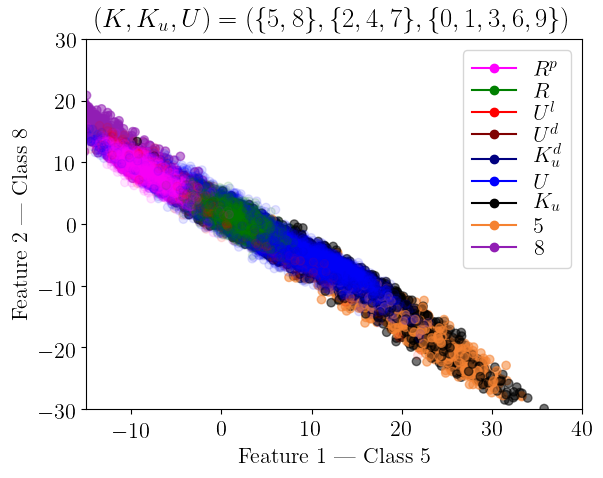 (K, K_u, U) = ({5, 8}, {2, 4, 7}, {0, 1, 3, 6, 9})
30
20
10
0
−10
−20
−30
Feature 2 — Class 8
R^p
R
U^l
U^d
K_u^d
U
K_u
5
8
−10
0
10
20
30
40
Feature 1 — Class 5